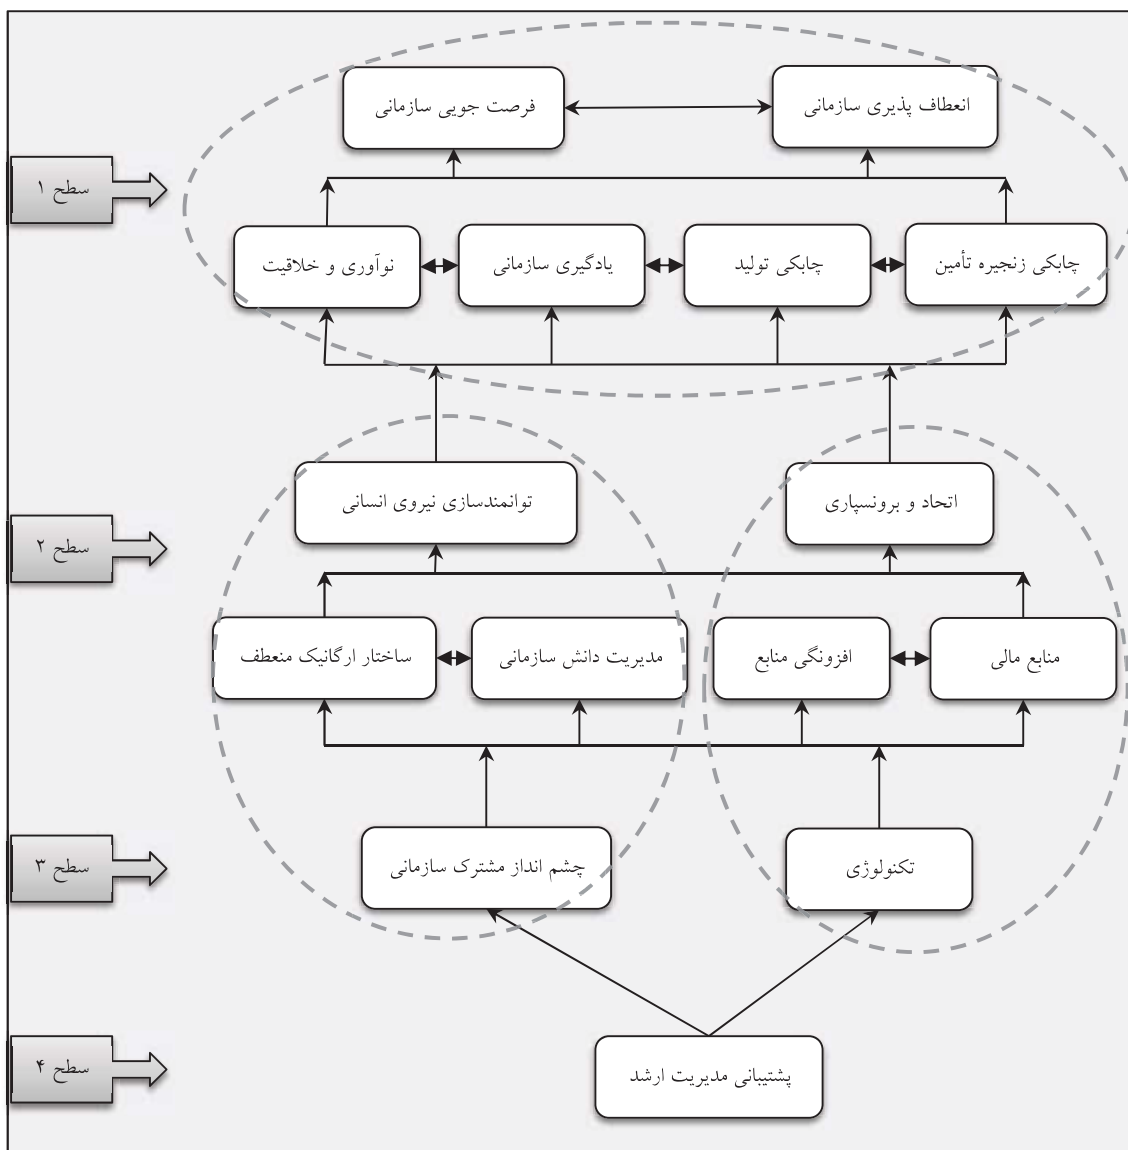 انعطاف پذیری سازمانی
فرصت جویی سازمانی
سطح ۱
چابکی زنجیره تأمین
چابکی تولید
یادگیری سازمانی
نوآوری و خلاقیت
اتحاد و برونسپاری
توانمندسازی نیروی انسانی
سطح ۲
منابع مالی
افزونگی منابع
مدیریت دانش سازمانی
ساختار ارگانیک منعطف
تکنولوژی
چشم انداز مشترک سازمانی
سطح ۳
پشتیبانی مدیریت ارشد
سطح ۴